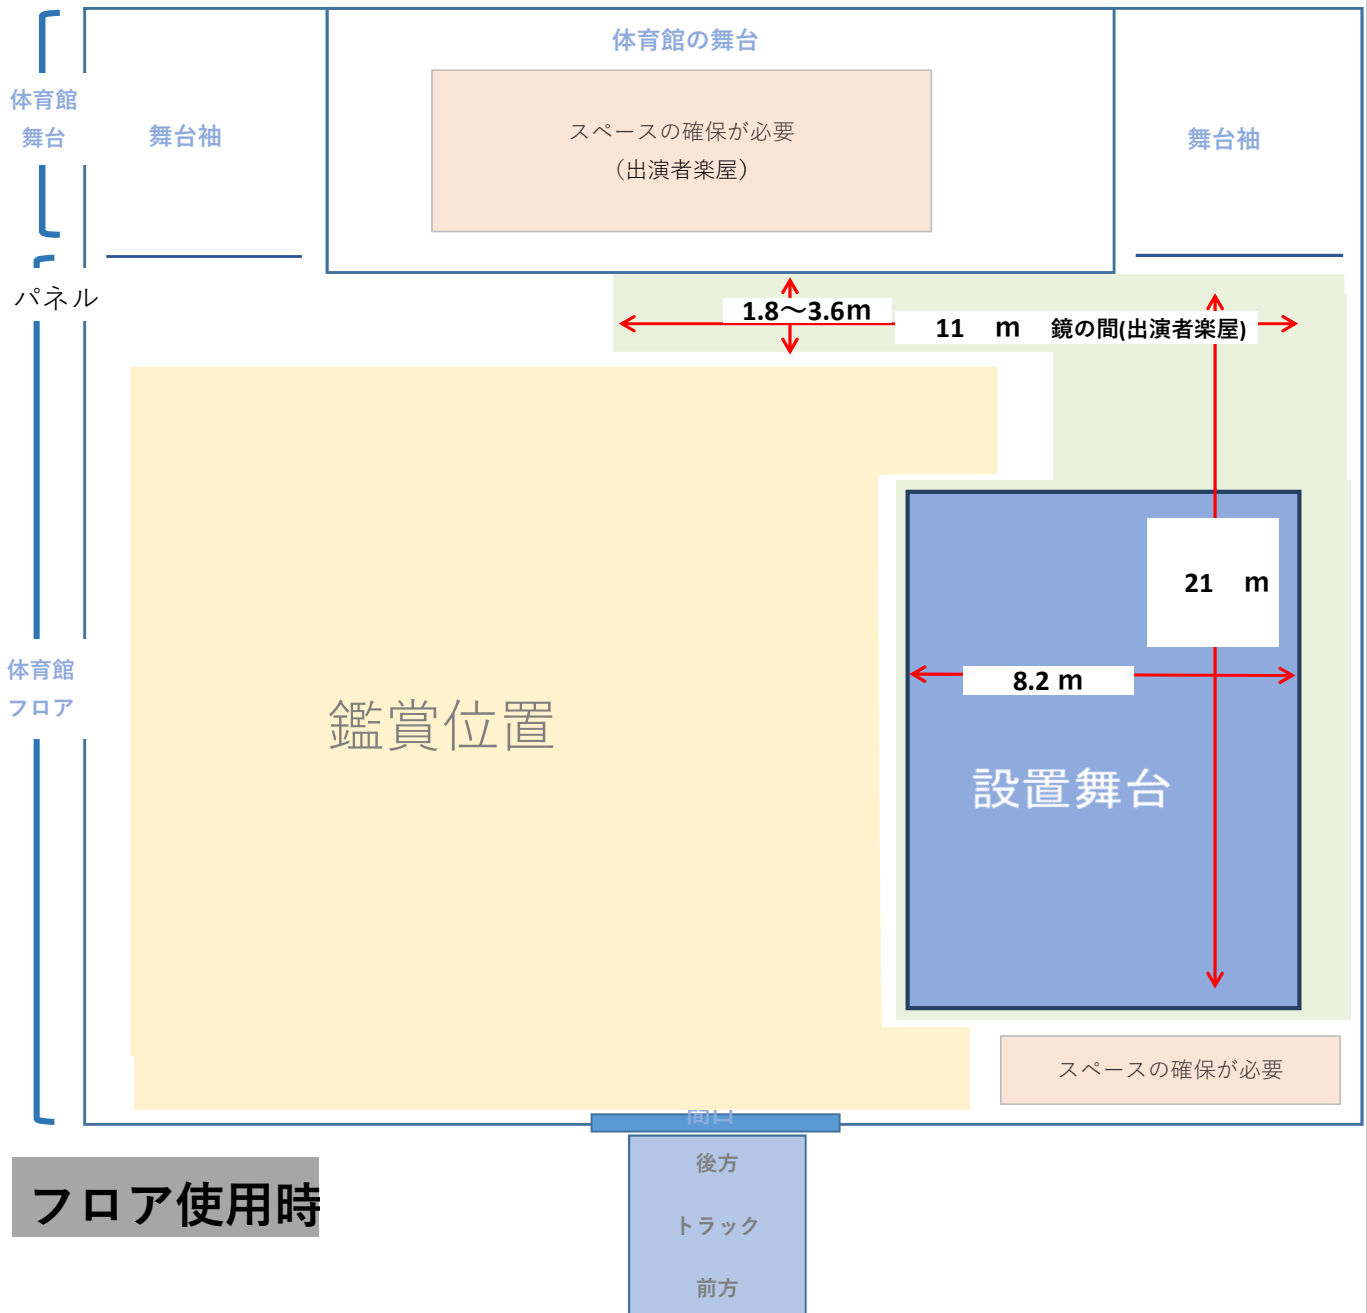 体育館の舞台
体育館
舞台
舞台袖
スペースの確保が必要
（出演者楽屋）
舞台袖
パネル
1.8～3.6m
11 m 鏡の間(出演者楽屋)
21 m
8.2 m
体育館
フロア
鑑賞位置
設置舞台
スペースの確保が必要
後方
トラック
前方
フロア使用時